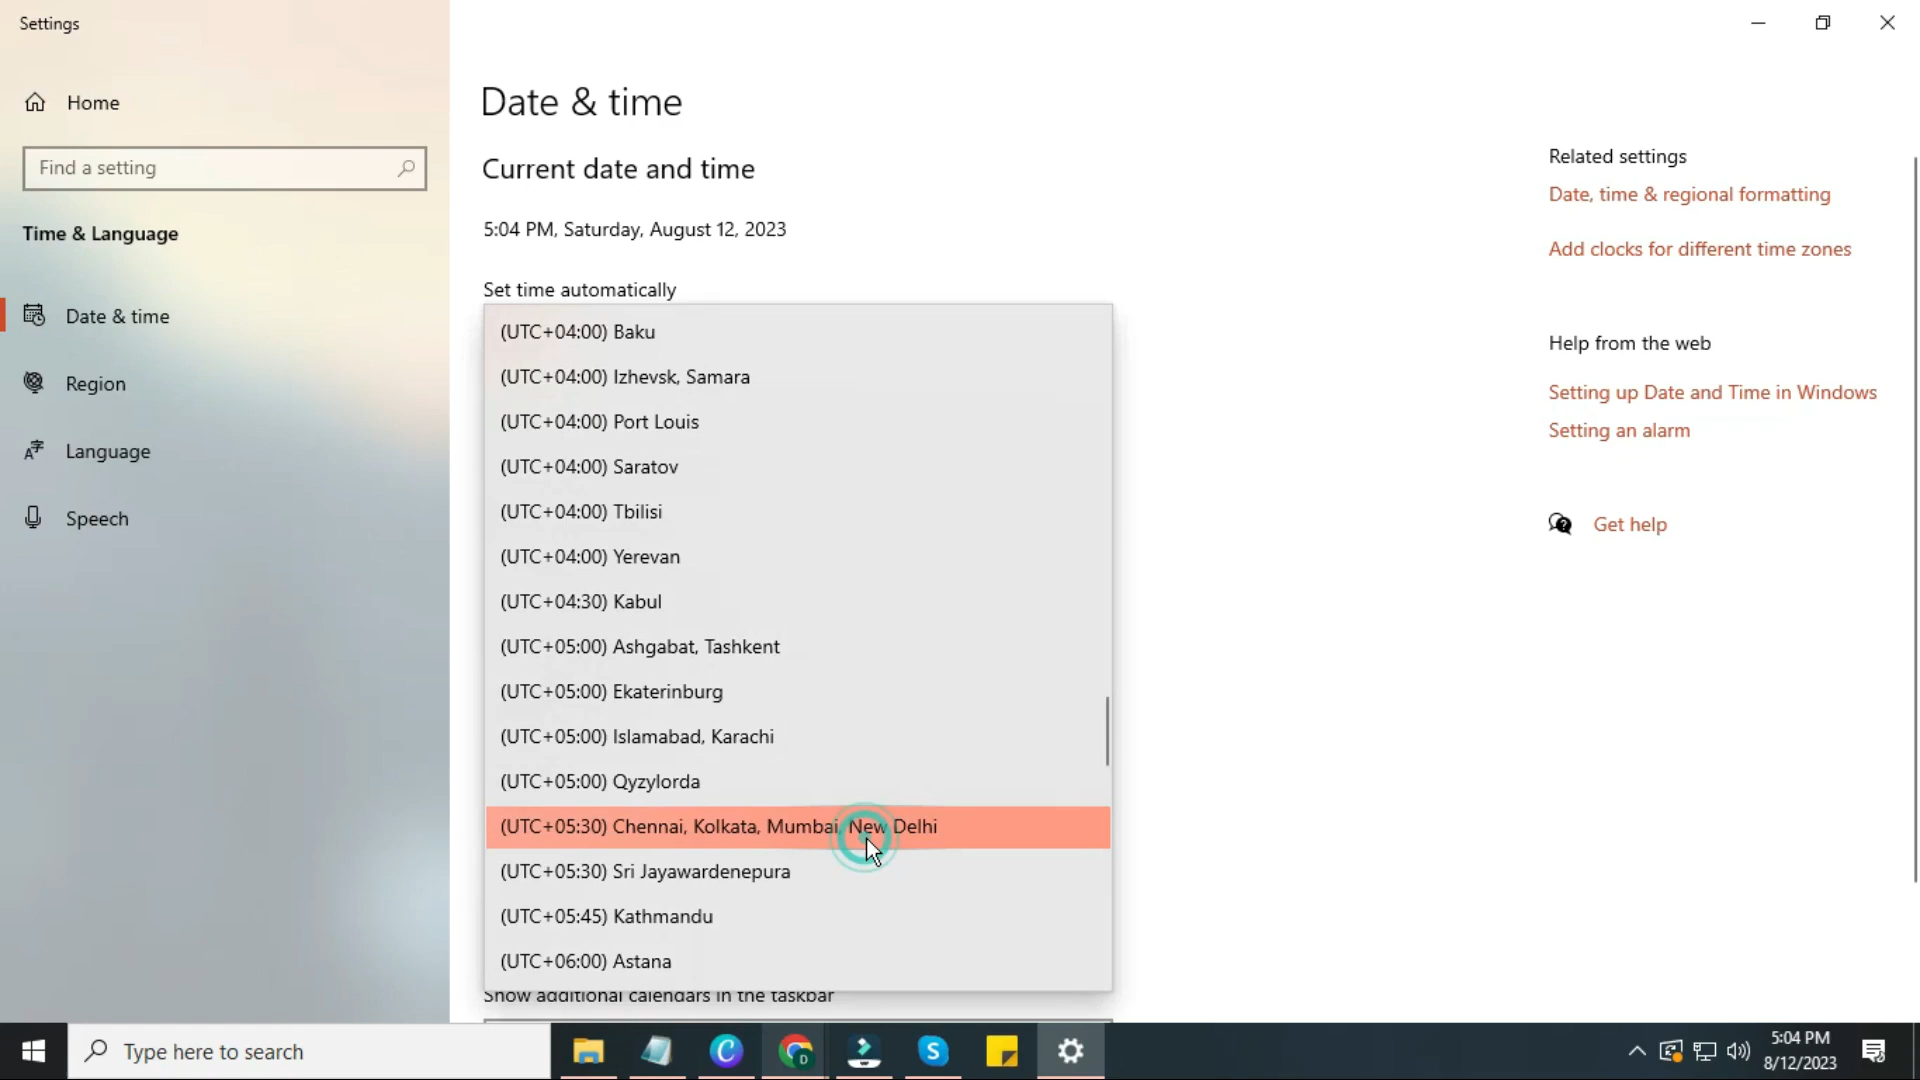 Settings
Home
Find a setting
Time & Language
Date & time
Region
Language
Speech
Date & time
Current date and time
5:04 PM, Saturday, August 12, 2023
Set time automatically
(UTC+04:00) Baku
(UTC+04:00) Izhevsk, Samara
(UTC+04:00) Port Louis
(UTC+04:00) Saratov
(UTC+04:00) Tbilisi
(UTC+04:00) Yerevan
(UTC+04:30) Kabul
(UTC+05:00) Ashgabat, Tashkent
(UTC+05:00) Ekaterinburg
(UTC+05:00) Islamabad, Karachi
(UTC+05:00) Qyzylorda
(UTC+05:30) Chennai, Kolkata, Mumbai, New Delhi
(UTC+05:30) Sri Jayawardenepura
(UTC+05:45) Kathmandu
(UTC+06:00) Astana
Show additional calendars in the taskbar
Related settings
Date, time & regional formatting
Add clocks for different time zones
Help from the web
Setting up Date and Time in Windows
Setting an alarm
Get help
Type here to search
5:04 PM
8/12/2023